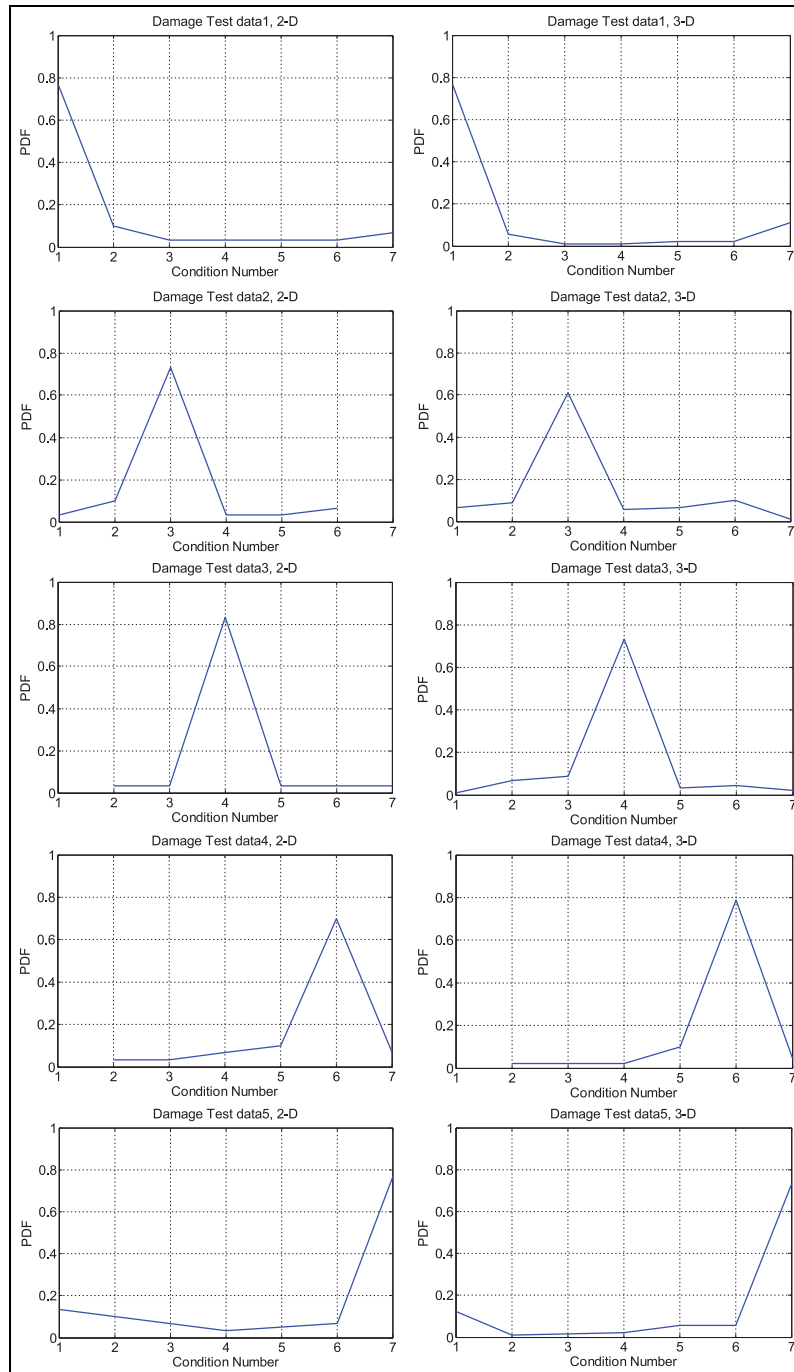 Damage Test data1, 2-D
1
0.8
0.6
0.4
0.2
0
PDF
1 2 3 4 5 6 7
Condition Number
Damage Test data1, 3-D
1
0.8
0.6
0.4
0.2
0
PDF
1 2 3 4 5 6 7
Condition Number
Damage Test data2, 2-D
1
0.8
0.6
0.4
0.2
0
PDF
1 2 3 4 5 6 7
Condition Number
Damage Test data2, 3-D
1
0.8
0.6
0.4
0.2
0
PDF
1 2 3 4 5 6 7
Condition Number
Damage Test data3, 2-D
1
0.8
0.6
0.4
0.2
0
PDF
1 2 3 4 5 6 7
Condition Number
Damage Test data3, 3-D
1
0.8
0.6
0.4
0.2
0
PDF
1 2 3 4 5 6 7
Condition Number
Damage Test data4, 2-D
1
0.8
0.6
0.4
0.2
0
PDF
1 2 3 4 5 6 7
Condition Number
Damage Test data4, 3-D
1
0.8
0.6
0.4
0.2
0
PDF
1 2 3 4 5 6 7
Condition Number
Damage Test data5, 2-D
1
0.8
0.6
0.4
0.2
0
PDF
1 2 3 4 5 6 7
Condition Number
Damage Test data5, 3-D
1
0.8
0.6
0.4
0.2
0
PDF
1 2 3 4 5 6 7
Condition Number